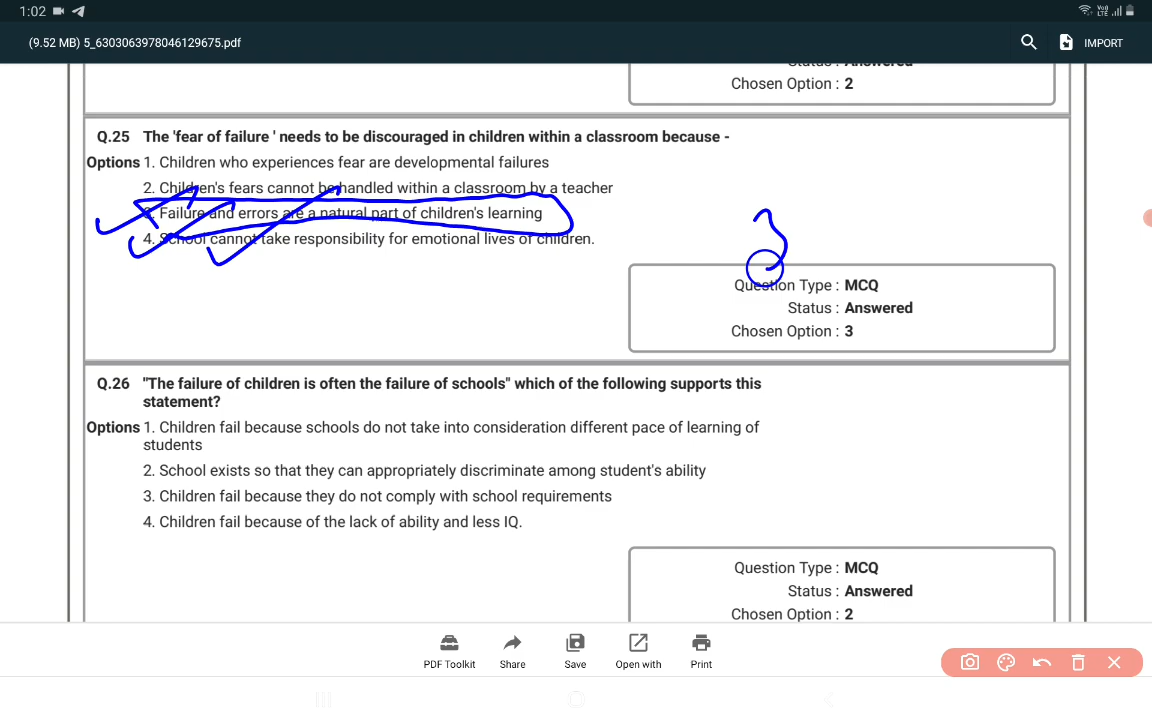 1:02
Vo)) LTE
(9.52 MB) 5_6303063978046129675.pdf
IMPORT
Status : Answered
Chosen Option : 2
Q.25 The 'fear of failure ' needs to be discouraged in children within a classroom because -
Options 1. Children who experiences fear are developmental failures
2. Children's fears cannot be handled within a classroom by a teacher
3. Failure and errors are a natural part of children's learning
4. School cannot take responsibility for emotional lives of children.
3
Question Type : MCQ
Status : Answered
Chosen Option : 3
Q.26 "The failure of children is often the failure of schools" which of the following supports this
statement?
Options 1. Children fail because schools do not take into consideration different pace of learning of
students
2. School exists so that they can appropriately discriminate among student's ability
3. Children fail because they do not comply with school requirements
4. Children fail because of the lack of ability and less IQ.
Question Type : MCQ
Status : Answered
Chosen Option : 2
PDF Toolkit Share Save Open with Print